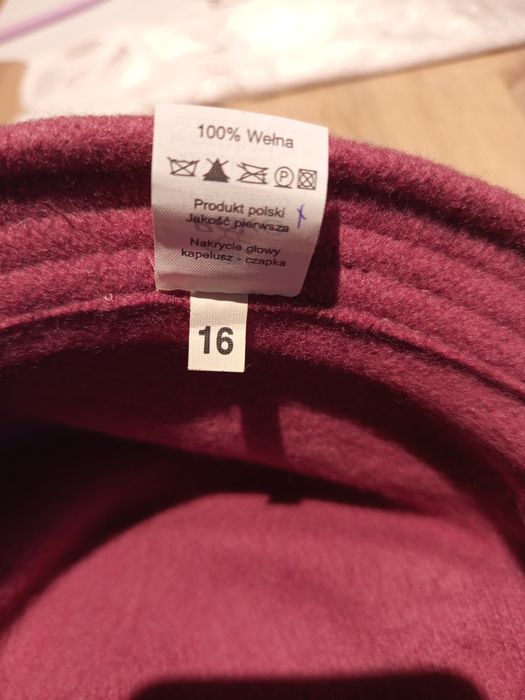 100% Wełna
P
Produkt polski
Jakość pierwsza
Nakrycie głowy
kapelusz - czapka
16